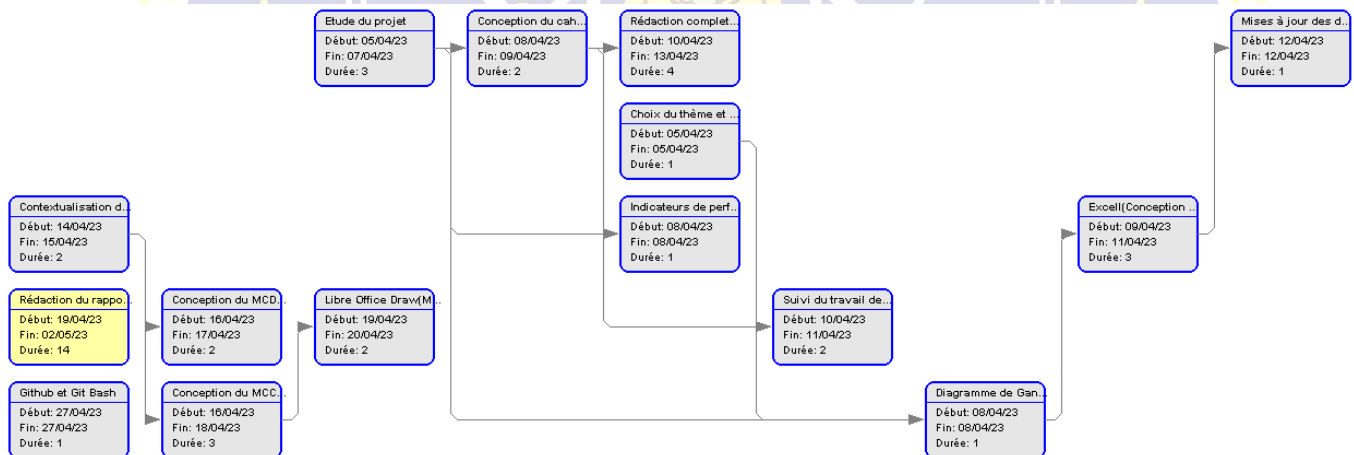 Etude du projet
Début: 05/04/23
Fin: 07/04/23
Durée: 3
Conception du cah...
Début: 08/04/23
Fin: 09/04/23
Durée: 2
Rédaction complet...
Début: 10/04/23
Fin: 13/04/23
Durée: 4
Mises à jour des d...
Début: 12/04/23
Fin: 12/04/23
Durée: 1
Choix du thème et ...
Début: 05/04/23
Fin: 05/04/23
Durée: 1
Contextualisation d...
Début: 14/04/23
Fin: 15/04/23
Durée: 2
Indicateurs de perf...
Début: 08/04/23
Fin: 08/04/23
Durée: 1
Excell(Conception ...
Début: 09/04/23
Fin: 11/04/23
Durée: 3
Rédaction du rappo...
Début: 19/04/23
Fin: 02/05/23
Durée: 14
Conception du MCD...
Début: 16/04/23
Fin: 17/04/23
Durée: 2
Libre Office Draw(M...
Début: 19/04/23
Fin: 20/04/23
Durée: 2
Suivi du travail de...
Début: 10/04/23
Fin: 11/04/23
Durée: 2
Github et Git Bash
Début: 27/04/23
Fin: 27/04/23
Durée: 1
Conception du MCC...
Début: 16/04/23
Fin: 18/04/23
Durée: 3
Diagramme de Gan...
Début: 08/04/23
Fin: 08/04/23
Durée: 1